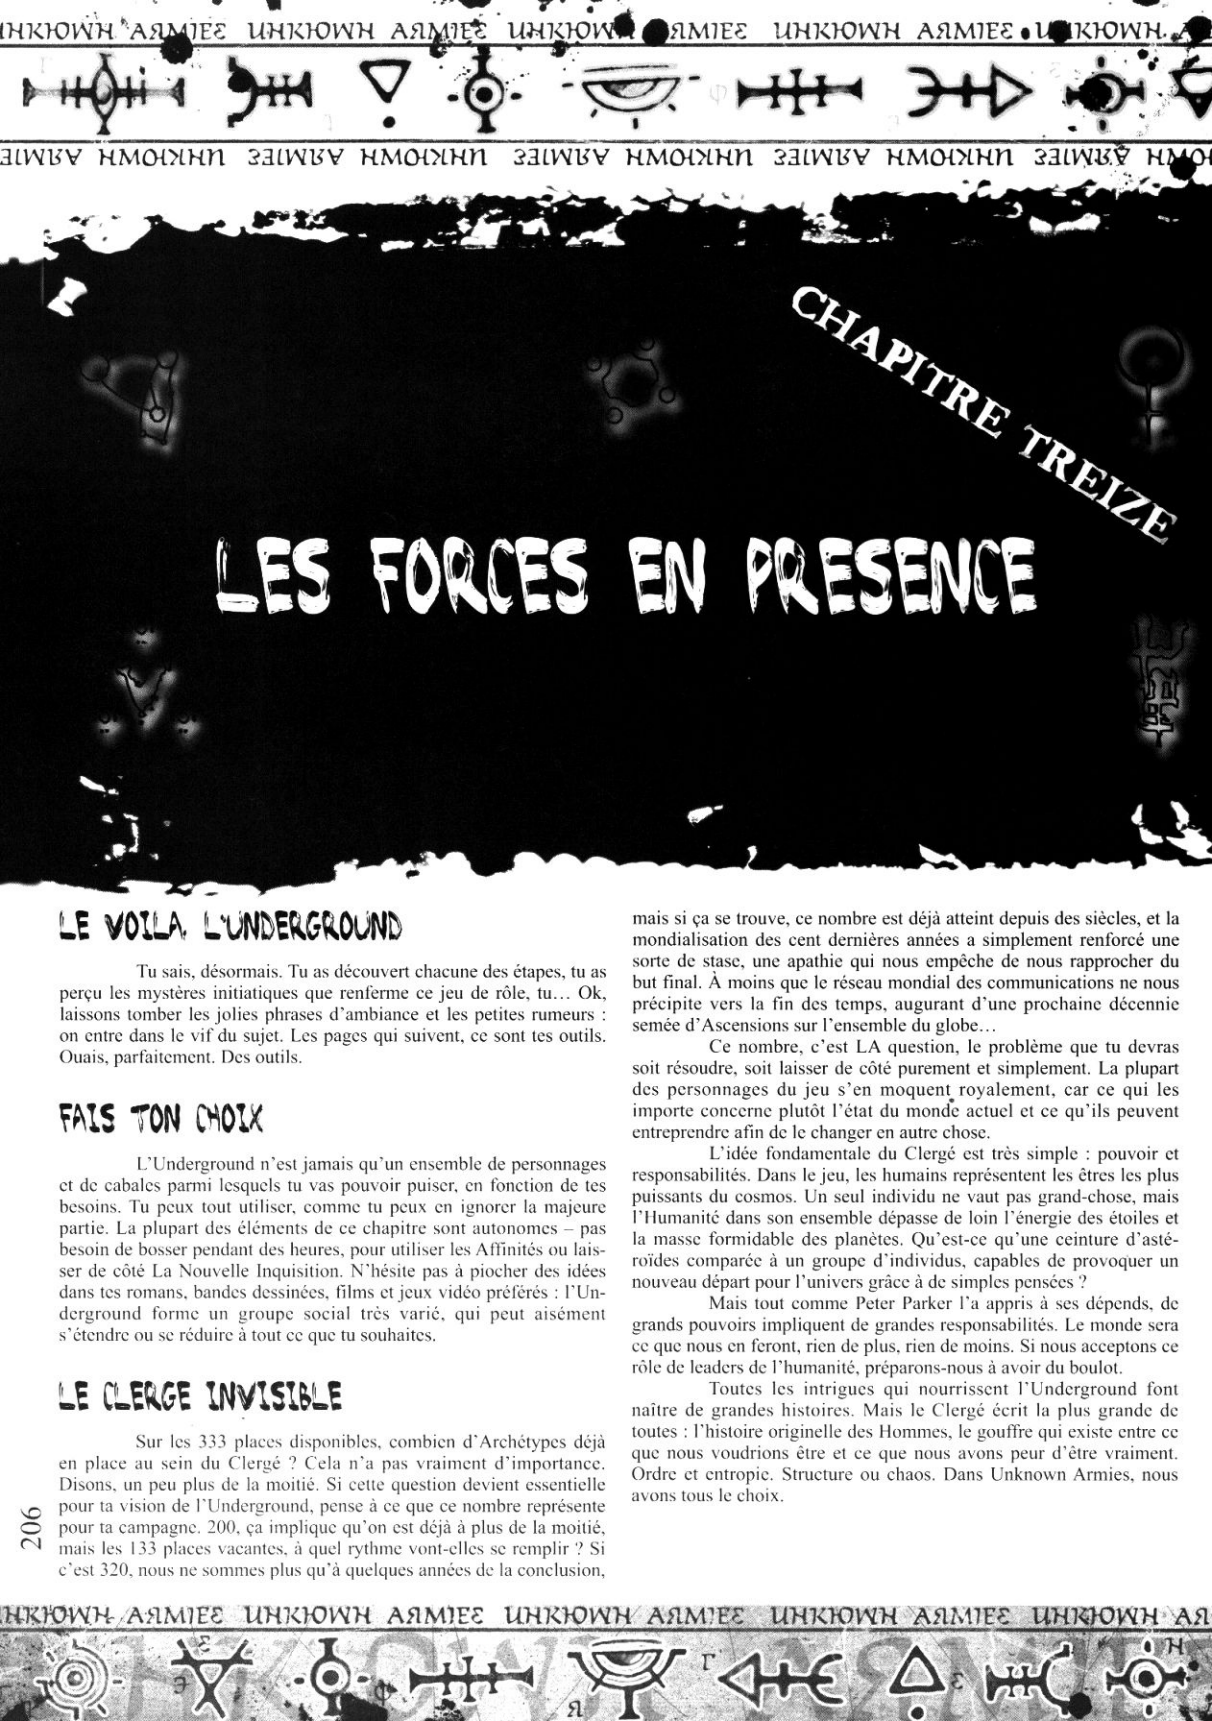 UNKNOWN ARMIES UNKNOWN ARMIES UNKNOWN ARMIES UNKNOWN ARMIES UNKNOWN
ARMIES UNKNOWN ARMIES UNKNOWN ARMIES UNKNOWN ARMIES UNKNOWN
CHAPITRE TREIZE
LES FORCES EN PRESENCE
LE VOILA, L'UNDERGROUND
Tu sais, désormais. Tu as découvert chacune des étapes, tu as
perçu les mystères initiatiques que renferme ce jeu de rôle, tu… Ok,
laissons tomber les jolies phrases d'ambiance et les petites rumeurs :
on entre dans le vif du sujet. Les pages qui suivent, ce sont tes outils.
Ouais, parfaitement. Des outils.
FAIS TON CHOIX
L'Underground n'est jamais qu'un ensemble de personnages
et de cabales parmi lesquels tu vas pouvoir puiser, en fonction de tes
besoins. Tu peux tout utiliser, comme tu peux en ignorer la majeure
partie. La plupart des éléments de ce chapitre sont autonomes – pas
besoin de bosser pendant des heures, pour utiliser les Affinités ou lais-
ser de côté La Nouvelle Inquisition. N'hésite pas à piocher des idées
dans tes romans, bandes dessinées, films et jeux vidéo préférés : l'Un-
derground forme un groupe social très varié, qui peut aisément
s'étendre ou se réduire à tout ce que tu souhaites.
LE CLERGE INVISIBLE
Sur les 333 places disponibles, combien d'Archétypes déjà
en place au sein du Clergé ? Cela n'a pas vraiment d'importance.
Disons, un peu plus de la moitié. Si cette question devient essentielle
pour ta vision de l'Underground, pense à ce que ce nombre représente
pour ta campagne. 200, ça implique qu'on est déjà à plus de la moitié,
mais les 133 places vacantes, à quel rythme vont-elles se remplir ? Si
c'est 320, nous ne sommes plus qu'à quelques années de la conclusion,
mais si ça se trouve, ce nombre est déjà atteint depuis des siècles, et la
mondialisation des cent dernières années a simplement renforcé une
sorte de stase, une apathie qui nous empêche de nous rapprocher du
but final. À moins que le réseau mondial des communications ne nous
précipite vers la fin des temps, augurant d'une prochaine décennie
semée d'Ascensions sur l'ensemble du globe…
Ce nombre, c'est LA question, le problème que tu devras
soit résoudre, soit laisser de côté purement et simplement. La plupart
des personnages du jeu s'en moquent royalement, car ce qui les
importe concerne plutôt l'état du monde actuel et ce qu'ils peuvent
entreprendre afin de le changer en autre chose.
L'idée fondamentale du Clergé est très simple : pouvoir et
responsabilités. Dans le jeu, les humains représentent les êtres les plus
puissants du cosmos. Un seul individu ne vaut pas grand-chose, mais
l'Humanité dans son ensemble dépasse de loin l'énergie des étoiles et
la masse formidable des planètes. Qu'est-ce qu'une ceinture d'asté-
roïdes comparée à un groupe d'individus, capables de provoquer un
nouveau départ pour l'univers grâce à de simples pensées ?
Mais tout comme Peter Parker l'a appris à ses dépends, de
grands pouvoirs impliquent de grandes responsabilités. Le monde sera
ce que nous en feront, rien de plus, rien de moins. Si nous acceptons ce
rôle de leaders de l'humanité, préparons-nous à avoir du boulot.
Toutes les intrigues qui nourrissent l'Underground font
naître de grandes histoires. Mais le Clergé écrit la plus grande de
toutes : l'histoire originelle des Hommes, le gouffre qui existe entre ce
que nous voudrions être et ce que nous avons peur d'être vraiment.
Ordre et entropie. Structure ou chaos. Dans Unknown Armies, nous
avons tous le choix.
206
UNKNOWN ARMIES UNKNOWN ARMIES UNKNOWN ARMIES UNKNOWN ARMIES UNKNOWN AR